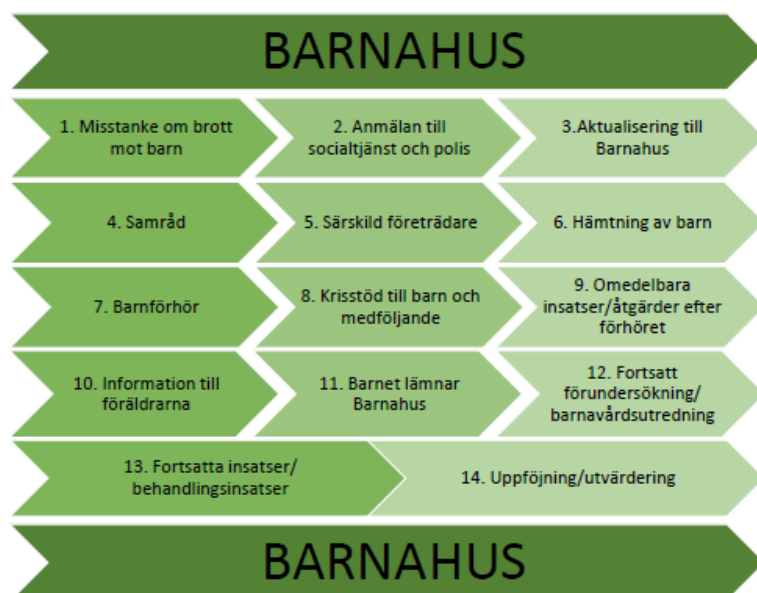 BARNAHUS
1. Misstanke om brott
mot barn
2. Anmälan till
socialtjänst och polis
3.Aktualisering till
Barnahus
4. Samråd
5. Särskild företrädare
6. Hämtning av barn
7. Barnförhör
8. Krisstöd till barn och
medföljande
9. Omedelbara
insatser/åtgärder efter
förhöret
10. Information till
föräldrarna
11. Barnet lämnar
Barnahus
12. Fortsatt
förundersökning/
barnavårdsutredning
13. Fortsatta insatser/
behandlingsinsatser
14. Uppföjning/utvärdering
BARNAHUS